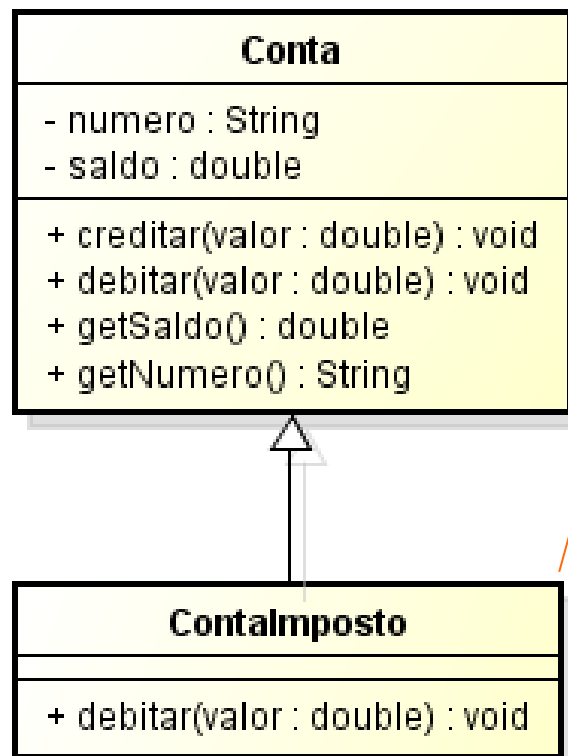 Conta
- numero : String
- saldo : double
+ creditar(valor : double) : void
+ debitar(valor : double) : void
+ getSaldo() : double
+ getNumero() : String
ContaImposto
+ debitar(valor : double) : void